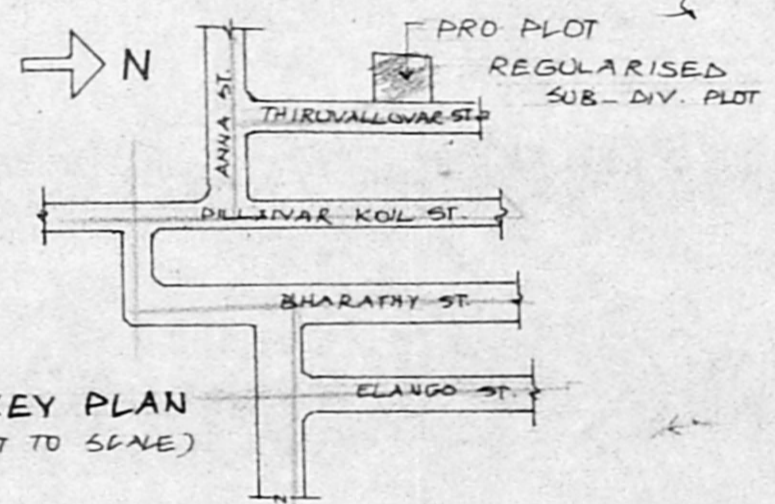 N
PRO PLOT
REGULARISED
SUB-DIV. PLOT
ANNA ST.
THIRUVALLUVAR ST.
PILLAIYAR KOIL ST.
BHARATHY ST.
ELANGO ST.
EY PLAN
T TO SCALE)
N